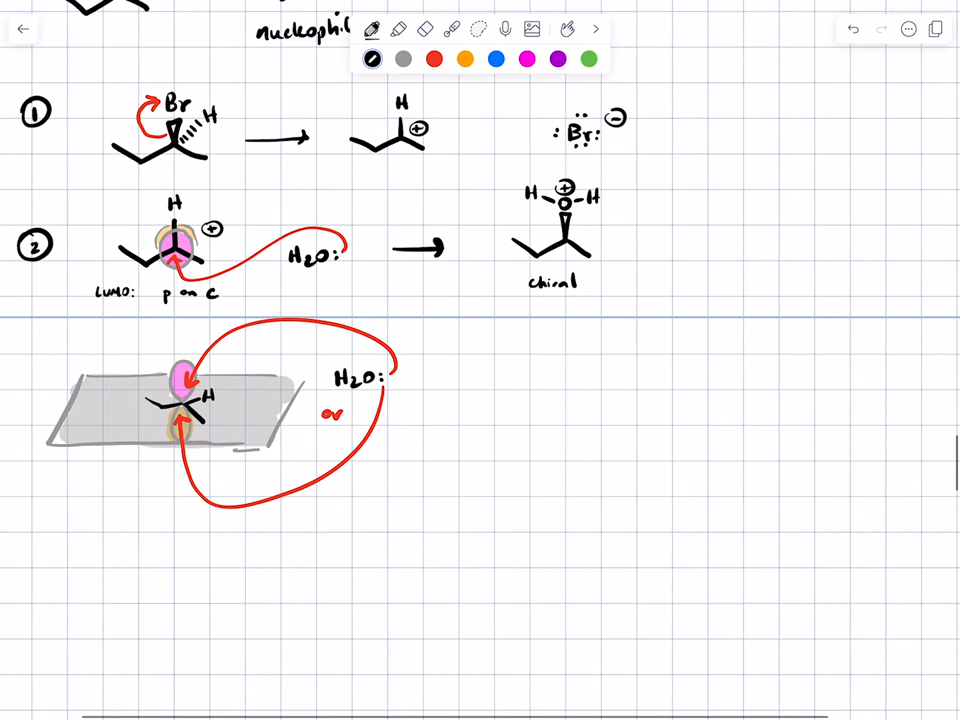 nucleophil
① Br H → H ⊕ :Br: ⊖
② H ⊕ H₂O: → H O H ⊕
LUMO: p on C
chiral
H H₂O:
or